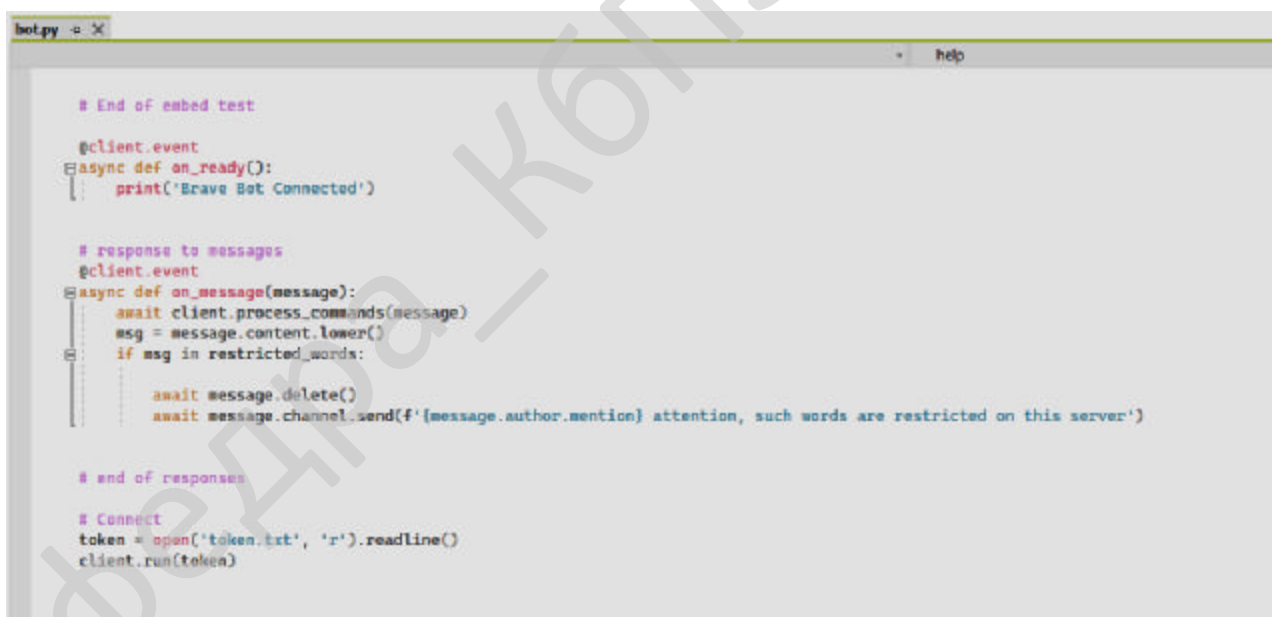 bot.py
help
# End of embed test
@client.event
async def on_ready():
print('Brave Bot Connected')
# response to messages
@client.event
async def on_message(message):
await client.process_commands(message)
msg = message.content.lower()
if msg in restricted_words:
await message.delete()
await message.channel.send(f'{message.author.mention} attention, such words are restricted on this server')
# end of responses
# Connect
token = open('token.txt', 'r').readline()
client.run(token)
федра_Кбп